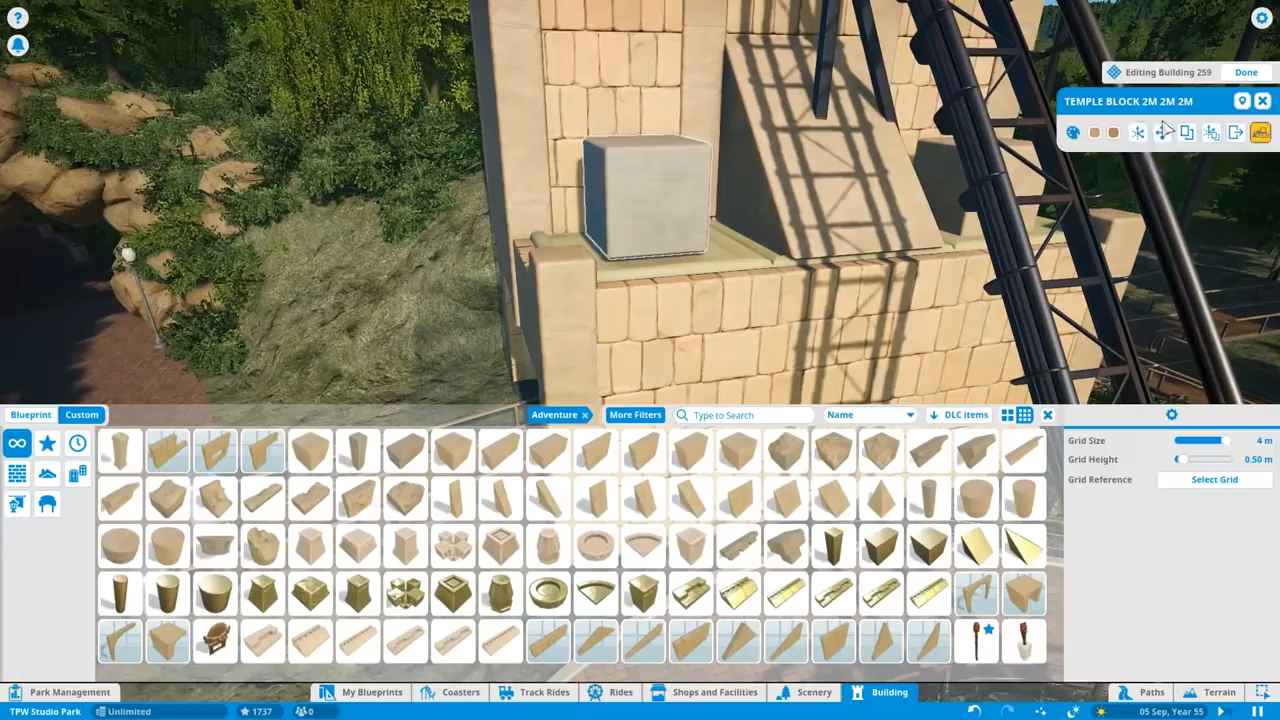 ?
Editing Building 259 Done
TEMPLE BLOCK 2M 2M 2M
Blueprint Custom Adventure × More Filters Type to Search Name DLC items
Grid Size 4 m
Grid Height 0.50 m
Grid Reference Select Grid
Park Management My Blueprints Coasters Track Rides Rides Shops and Facilities Scenery Building Paths Terrain
TPW Studio Park Unlimited 1737 0 05 Sep, Year 55